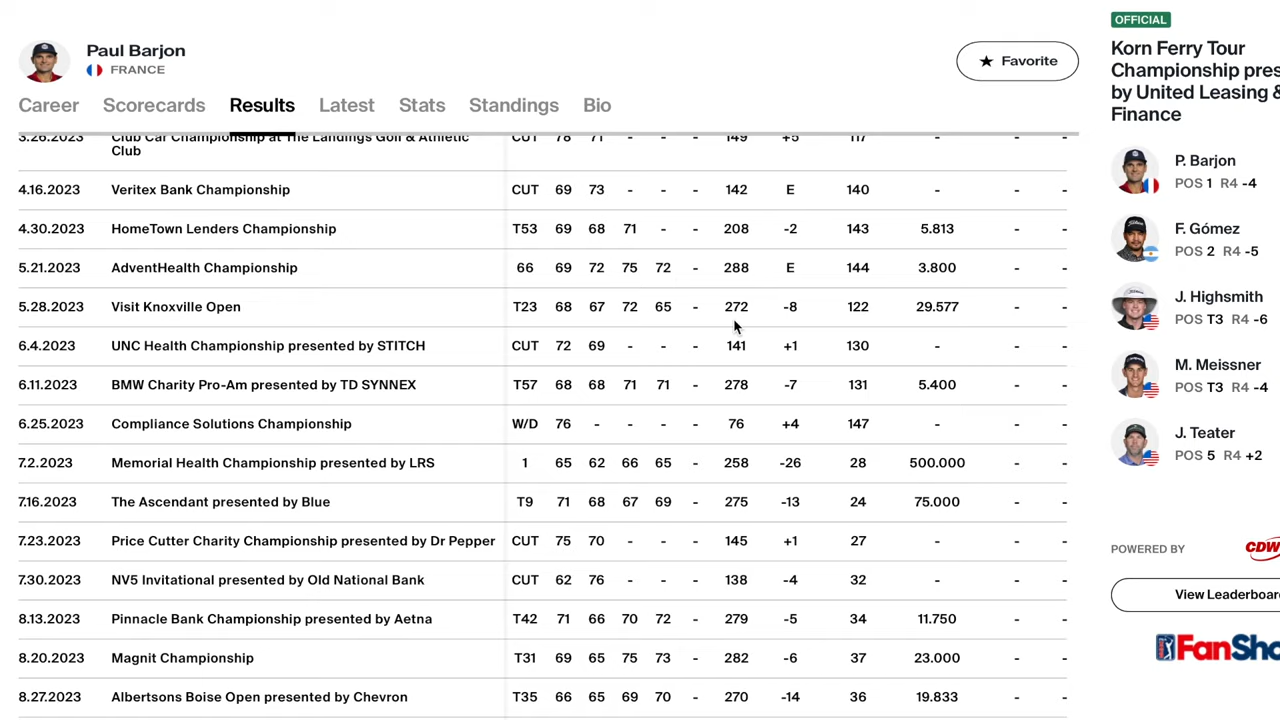 Paul Barjon
FRANCE
★ Favorite
Career Scorecards Results Latest Stats Standings Bio
3.26.2023 Club Car Championship at The Landings Golf & Athletic Club CUT 78 71 - - - 149 +5 117 - - -
4.16.2023 Veritex Bank Championship CUT 69 73 - - - 142 E 140 - - -
4.30.2023 HomeTown Lenders Championship T53 69 68 71 - - 208 -2 143 5.813 - -
5.21.2023 AdventHealth Championship 66 69 72 75 72 - 288 E 144 3.800 - -
5.28.2023 Visit Knoxville Open T23 68 67 72 65 - 272 -8 122 29.577 - -
6.4.2023 UNC Health Championship presented by STITCH CUT 72 69 - - - 141 +1 130 - - -
6.11.2023 BMW Charity Pro-Am presented by TD SYNNEX T57 68 68 71 71 - 278 -7 131 5.400 - -
6.25.2023 Compliance Solutions Championship W/D 76 - - - - 76 +4 147 - - -
7.2.2023 Memorial Health Championship presented by LRS 1 65 62 66 65 - 258 -26 28 500.000 - -
7.16.2023 The Ascendant presented by Blue T9 71 68 67 69 - 275 -13 24 75.000 - -
7.23.2023 Price Cutter Charity Championship presented by Dr Pepper CUT 75 70 - - - 145 +1 27 - - -
7.30.2023 NV5 Invitational presented by Old National Bank CUT 62 76 - - - 138 -4 32 - - -
8.13.2023 Pinnacle Bank Championship presented by Aetna T42 71 66 70 72 - 279 -5 34 11.750 - -
8.20.2023 Magnit Championship T31 69 65 75 73 - 282 -6 37 23.000 - -
8.27.2023 Albertsons Boise Open presented by Chevron T35 66 65 69 70 - 270 -14 36 19.833 - -
OFFICIAL
Korn Ferry Tour
Championship pres
by United Leasing &
Finance
P. Barjon
POS 1 R4 -4
F. Gómez
POS 2 R4 -5
J. Highsmith
POS T3 R4 -6
M. Meissner
POS T3 R4 -4
J. Teater
POS 5 R4 +2
POWERED BY CDW
View Leaderboar
FanSho